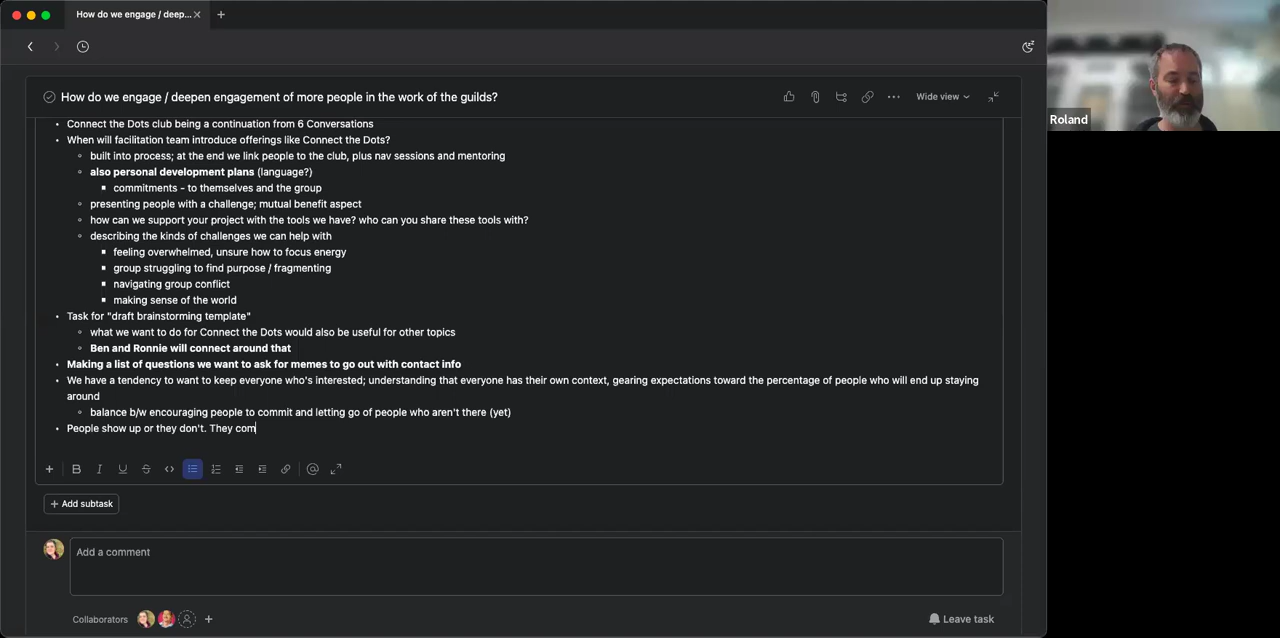 How do we engage / deep...
How do we engage / deepen engagement of more people in the work of the guilds?
Wide view
Connect the Dots club being a continuation from 6 Conversations
When will facilitation team introduce offerings like Connect the Dots?
built into process; at the end we link people to the club, plus nav sessions and mentoring
also personal development plans (language?)
commitments - to themselves and the group
presenting people with a challenge; mutual benefit aspect
how can we support your project with the tools we have? who can you share these tools with?
describing the kinds of challenges we can help with
feeling overwhelmed, unsure how to focus energy
group struggling to find purpose / fragmenting
navigating group conflict
making sense of the world
Task for "draft brainstorming template"
what we want to do for Connect the Dots would also be useful for other topics
Ben and Ronnie will connect around that
Making a list of questions we want to ask for memes to go out with contact info
We have a tendency to want to keep everyone who's interested; understanding that everyone has their own context, gearing expectations toward the percentage of people who will end up staying
around
balance b/w encouraging people to commit and letting go of people who aren't there (yet)
People show up or they don't. They com
Add subtask
Add a comment
Collaborators
Leave task
Roland